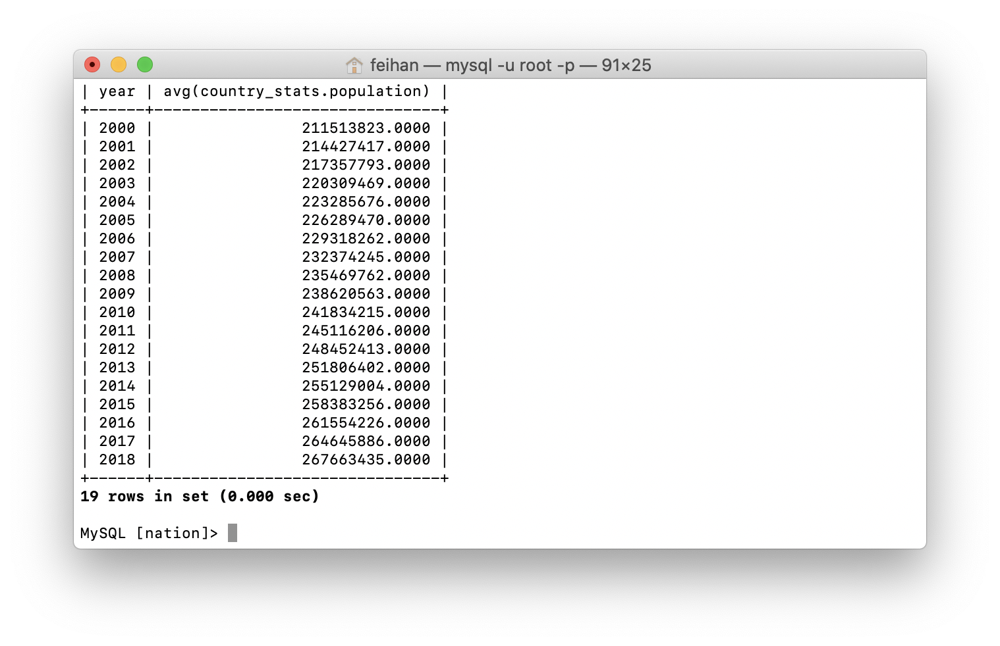 feihan — mysql -u root -p — 91×25
| year | avg(country_stats.population) |
+------+-------------------------------+
| 2000 |                211513823.0000 |
| 2001 |                214427417.0000 |
| 2002 |                217357793.0000 |
| 2003 |                220309469.0000 |
| 2004 |                223285676.0000 |
| 2005 |                226289470.0000 |
| 2006 |                229318262.0000 |
| 2007 |                232374245.0000 |
| 2008 |                235469762.0000 |
| 2009 |                238620563.0000 |
| 2010 |                241834215.0000 |
| 2011 |                245116206.0000 |
| 2012 |                248452413.0000 |
| 2013 |                251806402.0000 |
| 2014 |                255129004.0000 |
| 2015 |                258383256.0000 |
| 2016 |                261554226.0000 |
| 2017 |                264645886.0000 |
| 2018 |                267663435.0000 |
+------+-------------------------------+
19 rows in set (0.000 sec)
MySQL [nation]>